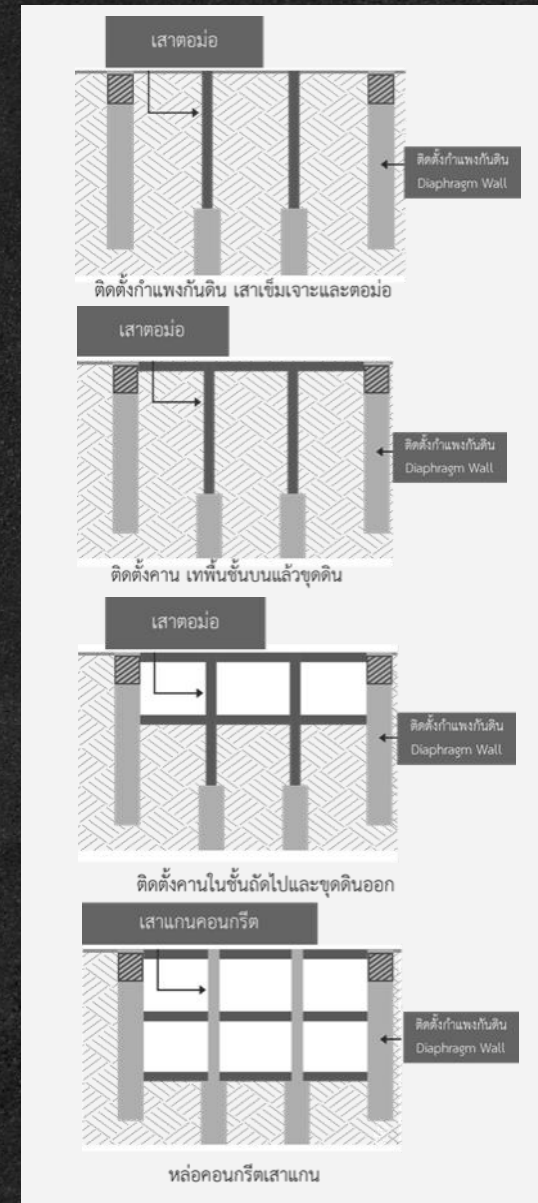 เสาตอม่อ
ติดตั้งกำแพงกันดิน
Diaphragm Wall
ติดตั้งกำแพงกันดิน เสาเข็มเจาะและตอม่อ
เสาตอม่อ
ติดตั้งกำแพงกันดิน
Diaphragm Wall
ติดตั้งคาน เทพื้นชั้นบนแล้วขุดดิน
เสาตอม่อ
ติดตั้งกำแพงกันดิน
Diaphragm Wall
ติดตั้งคานในชั้นถัดไปและขุดดินออก
เสาแกนคอนกรีต
ติดตั้งกำแพงกันดิน
Diaphragm Wall
หล่อคอนกรีตเสาแกน